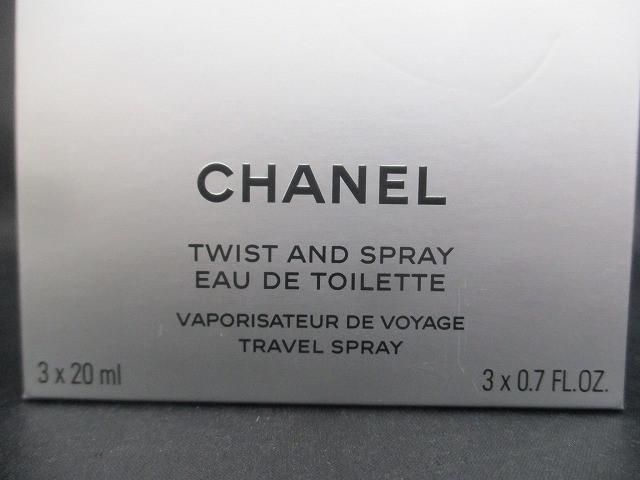 CHANEL
TWIST AND SPRAY
EAU DE TOILETTE
VAPORISATEUR DE VOYAGE
TRAVEL SPRAY
3 x 20 ml
3 x 0.7 FL.OZ.